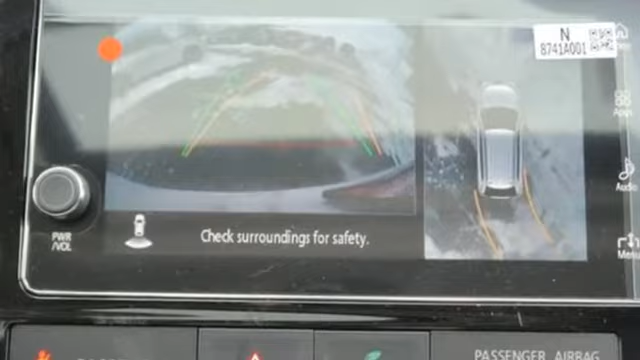 N
8741A001
Apps
Audio
Menu
PWR
/VOL
Check surroundings for safety.
PASSENGER AIRBAG